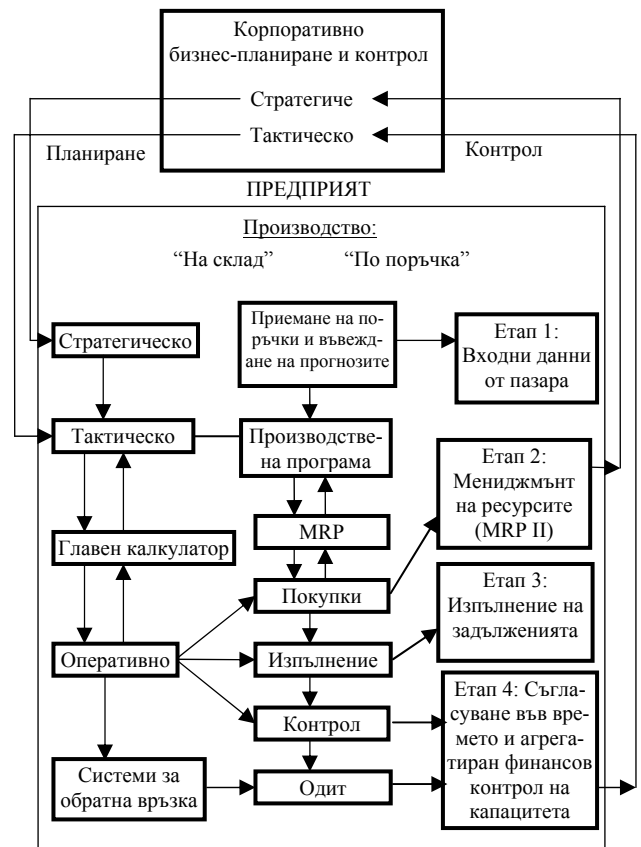 Корпоративно
бизнес-планиране и контрол
Стратегиче
Тактическо
Планиране
Контрол
ПРЕДПРИЯТ
Производство:
“На склад”
“По поръчка”
Стратегическо
Приемане на по-
ръчки и въвеж-
дане на прогнозите
Етап 1:
Входни данни
от пазара
Тактическо
Производстве-
на програма
Етап 2:
Мениджмънт
на ресурсите
(MRP II)
Главен калкулатор
MRP
Покупки
Етап 3:
Изпълнение на
задълженията
Оперативно
Изпълнение
Контрол
Етап 4: Съгла-
суване във вре-
мето и агрега-
тиран финансов
контрол на
капацитета
Системи за
обратна връзка
Одит